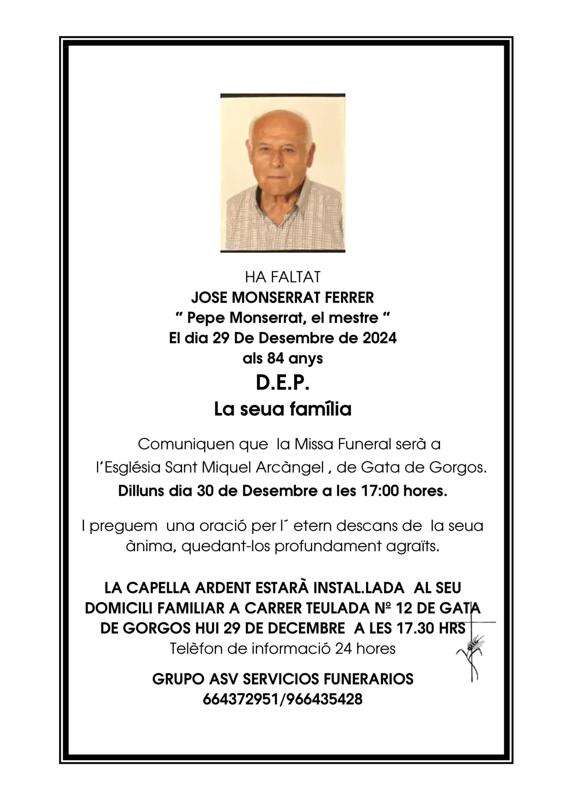 HA FALTAT
JOSE MONSERRAT FERRER
“ Pepe Monserrat, el mestre “
El dia 29 De Desembre de 2024
als 84 anys
D.E.P.
La seua família
Comuniquen que la Missa Funeral serà a
l’Església Sant Miquel Arcàngel , de Gata de Gorgos.
Dilluns dia 30 de Desembre a les 17:00 hores.
I preguem una oració per l´ etern descans de la seua
ànima, quedant-los profundament agraïts.
LA CAPELLA ARDENT ESTARÀ INSTAL.LADA AL SEU
DOMICILI FAMILIAR A CARRER TEULADA Nº 12 DE GATA
DE GORGOS HUI 29 DE DECEMBRE A LES 17.30 HRS
Telèfon de informació 24 hores
GRUPO ASV SERVICIOS FUNERARIOS
664372951/966435428